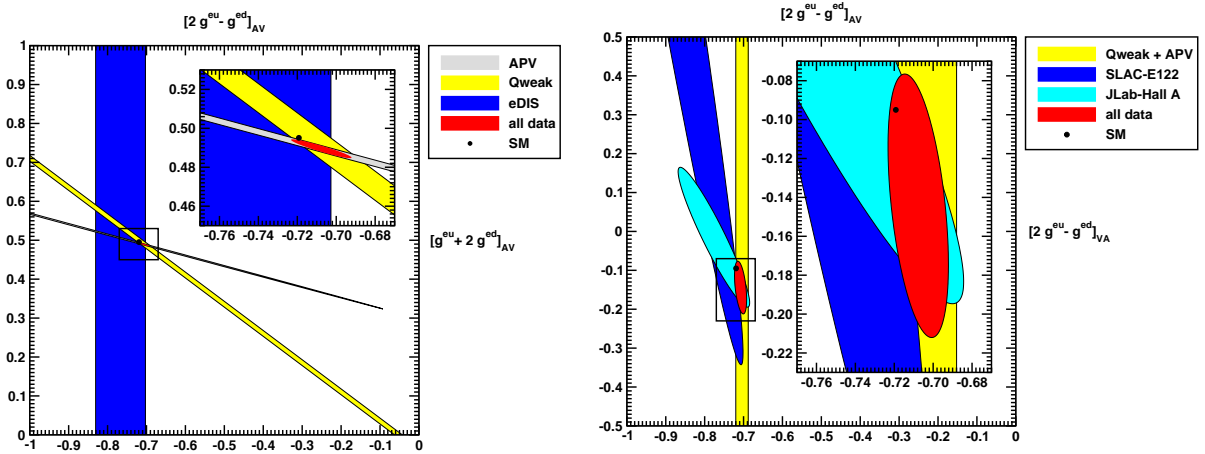 [2 g^eu - g^ed]_AV
1
0.9
0.8
0.7
0.6
0.5
0.4
0.3
0.2
0.1
0
-1 -0.9 -0.8 -0.7 -0.6 -0.5 -0.4 -0.3 -0.2 -0.1 0
0.52
0.50
0.48
0.46
-0.76 -0.74 -0.72 -0.70 -0.68
APV
Qweak
eDIS
all data
SM
[g^eu + 2 g^ed]_AV
[2 g^eu - g^ed]_AV
0.5
0.4
0.3
0.2
0.1
0
-0.1
-0.2
-0.3
-0.4
-0.5
-1 -0.9 -0.8 -0.7 -0.6 -0.5 -0.4 -0.3 -0.2 -0.1 0
-0.08
-0.10
-0.12
-0.14
-0.16
-0.18
-0.20
-0.22
-0.76 -0.74 -0.72 -0.70 -0.68
Qweak + APV
SLAC-E122
JLab-Hall A
all data
SM
[2 g^eu - g^ed]_VA